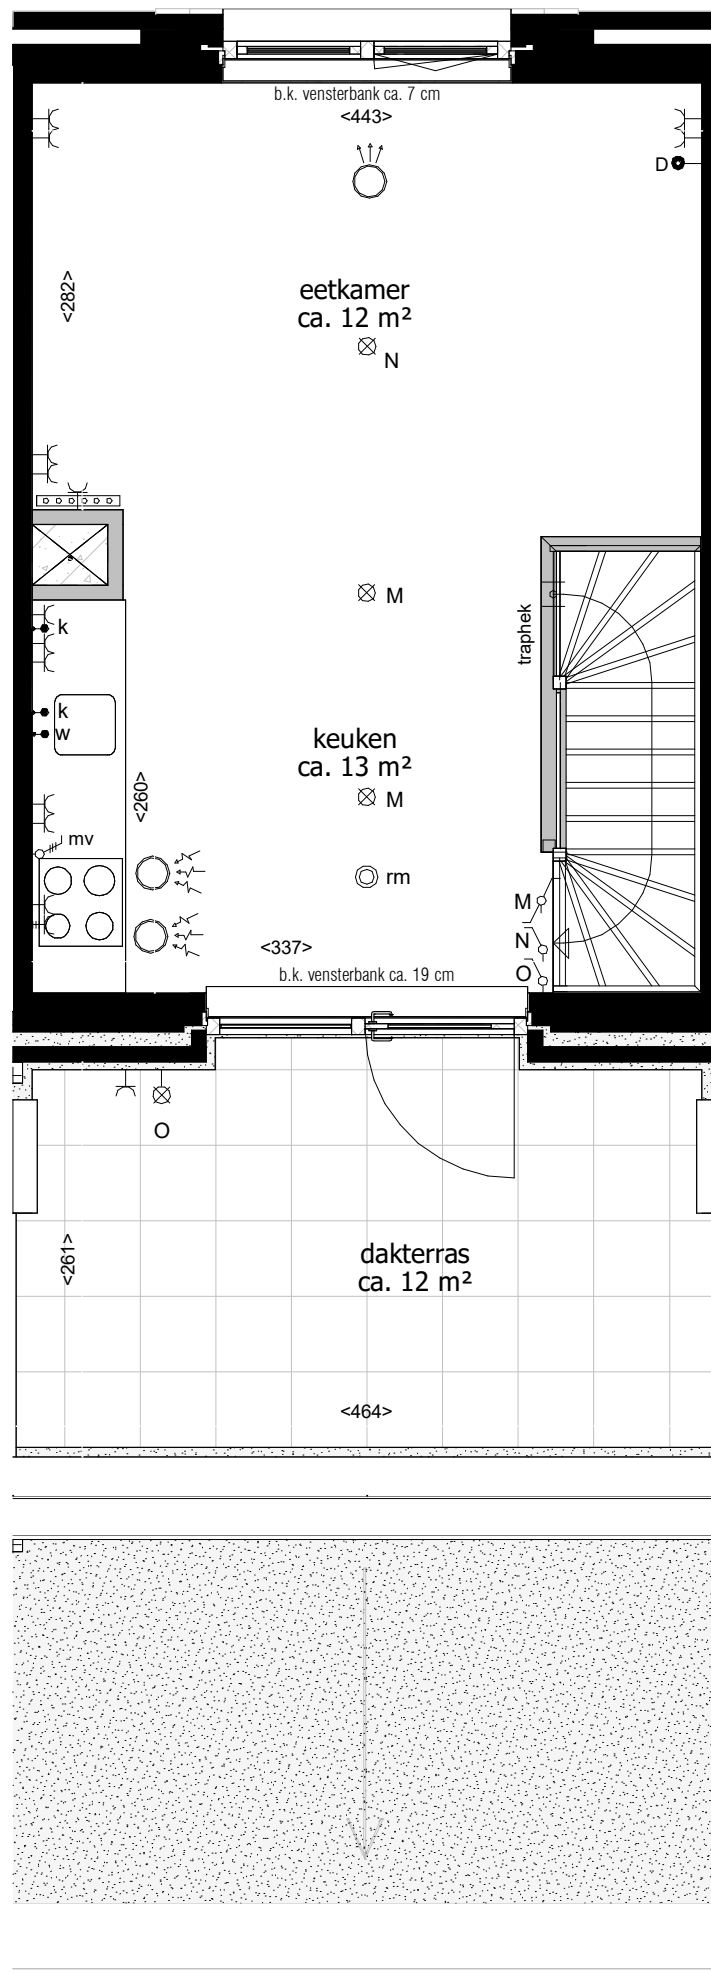 b.k. vensterbank ca. 7 cm
<443>
D
<282>
eetkamer
ca. 12 m²
N
M
k
traphek
k
w
keuken
ca. 13 m²
<260>
M
mv
rm
M
N
<337>
b.k. vensterbank ca. 19 cm
O
O
<261>
dakterras
ca. 12 m²
<464>